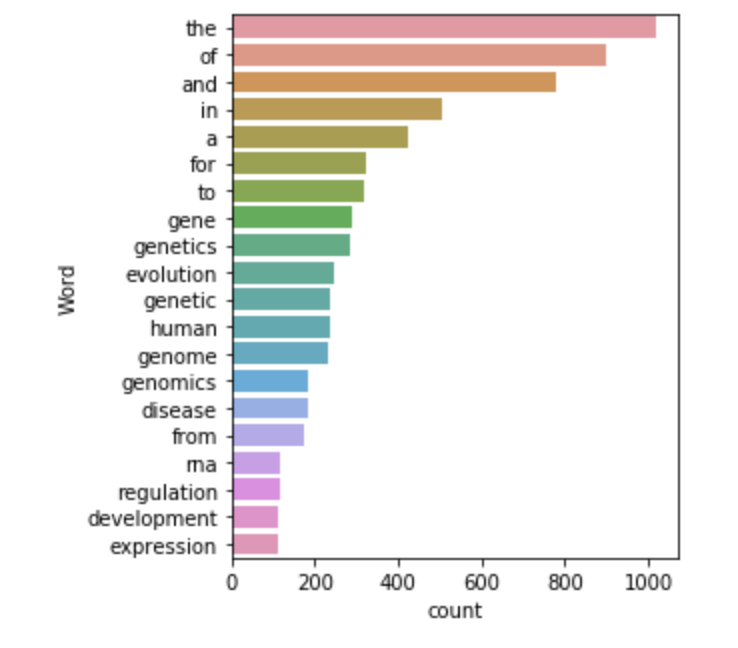 the
of
and
in
a
for
to
gene
genetics
evolution
genetic
human
genome
genomics
disease
from
rna
regulation
development
expression
Word
0 200 400 600 800 1000
count